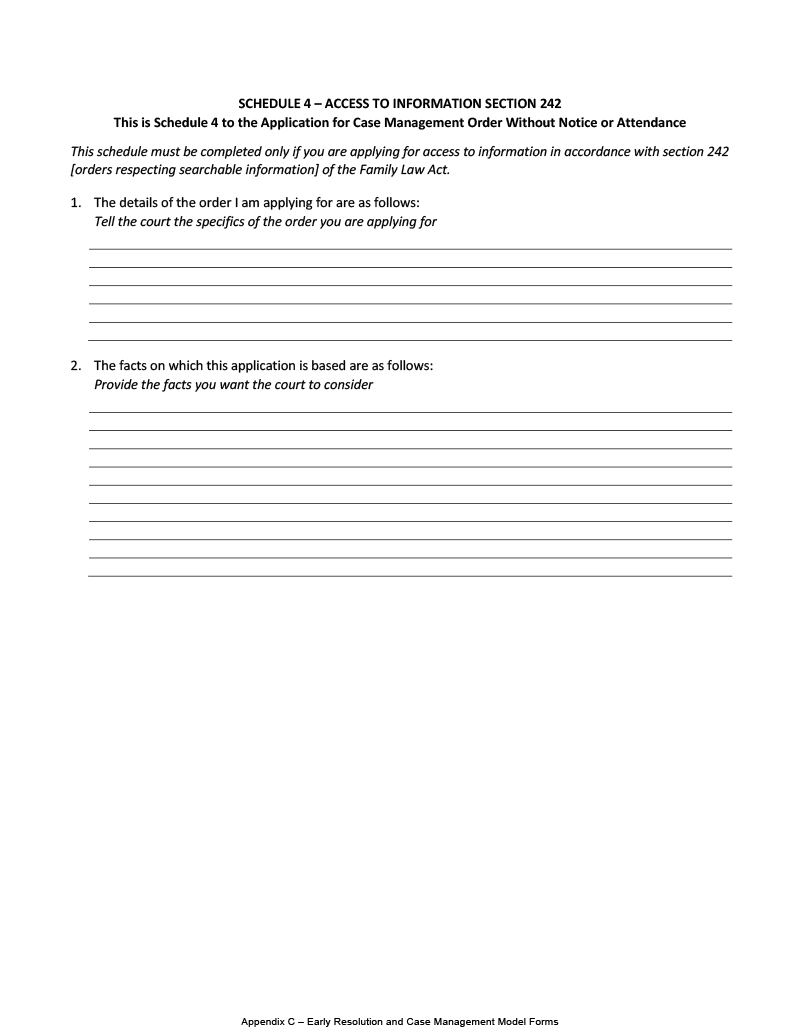 SCHEDULE 4 – ACCESS TO INFORMATION SECTION 242
This is Schedule 4 to the Application for Case Management Order Without Notice or Attendance
This schedule must be completed only if you are applying for access to information in accordance with section 242
[orders respecting searchable information] of the Family Law Act.
1. The details of the order I am applying for are as follows:
Tell the court the specifics of the order you are applying for
2. The facts on which this application is based are as follows:
Provide the facts you want the court to consider
Appendix C – Early Resolution and Case Management Model Forms